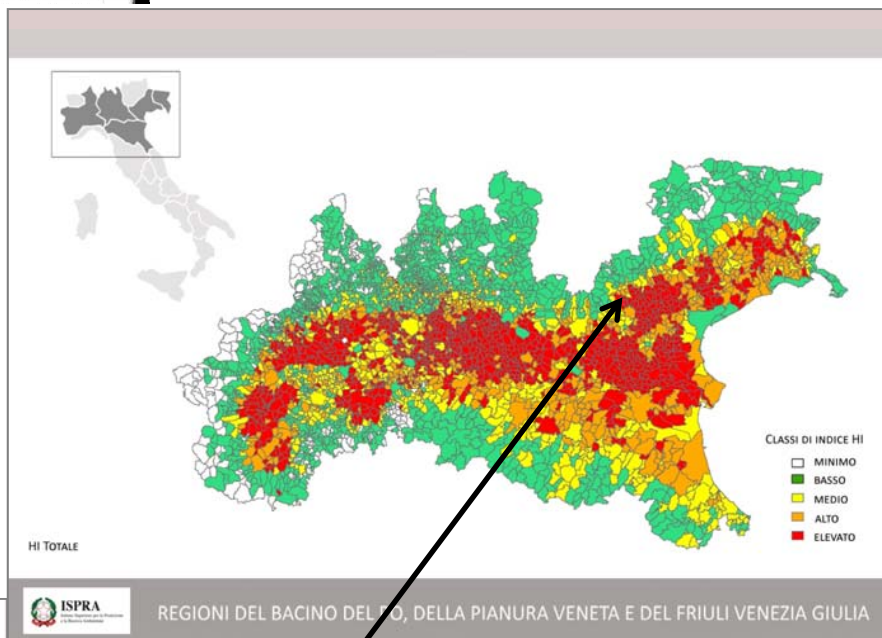 CLASSI DI INDICE HI
MINIMO
BASSO
MEDIO
ALTO
ELEVATO
HI TOTALE
ISPRA
REGIONI DEL BACINO DEL PO, DELLA PIANURA VENETA E DEL FRIULI VENEZIA GIULIA